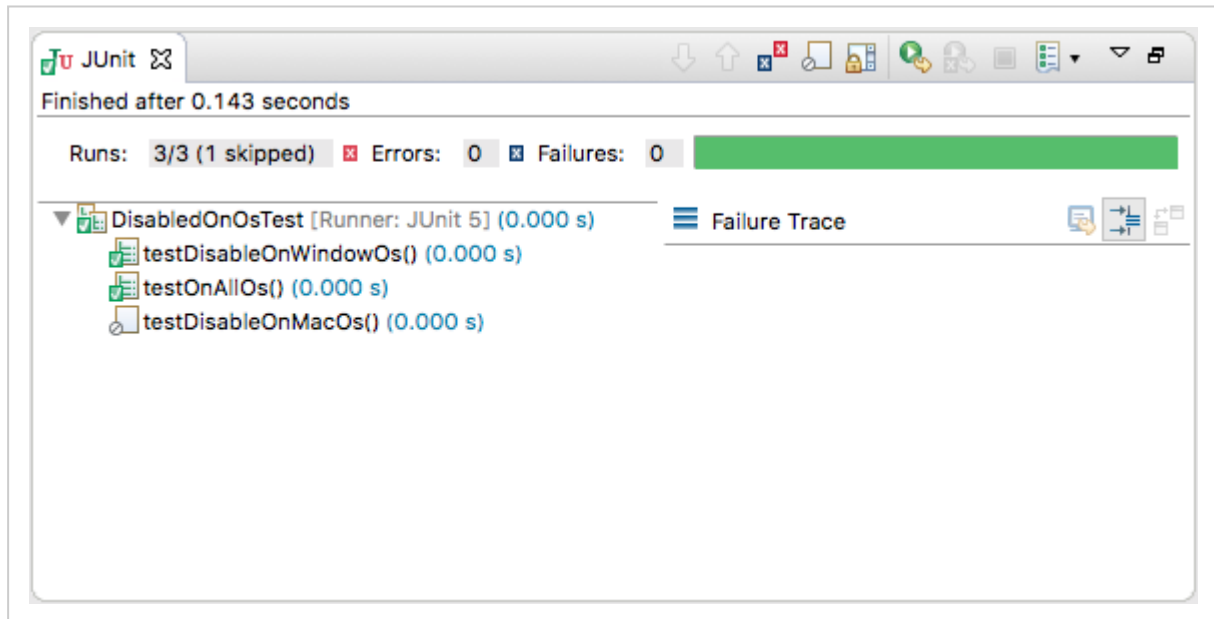 JUnit
Finished after 0.143 seconds
Runs: 3/3 (1 skipped) Errors: 0 Failures: 0
DisabledOnOsTest [Runner: JUnit 5] (0.000 s)
Failure Trace
testDisableOnWindowOs() (0.000 s)
testOnAllOs() (0.000 s)
testDisableOnMacOs() (0.000 s)